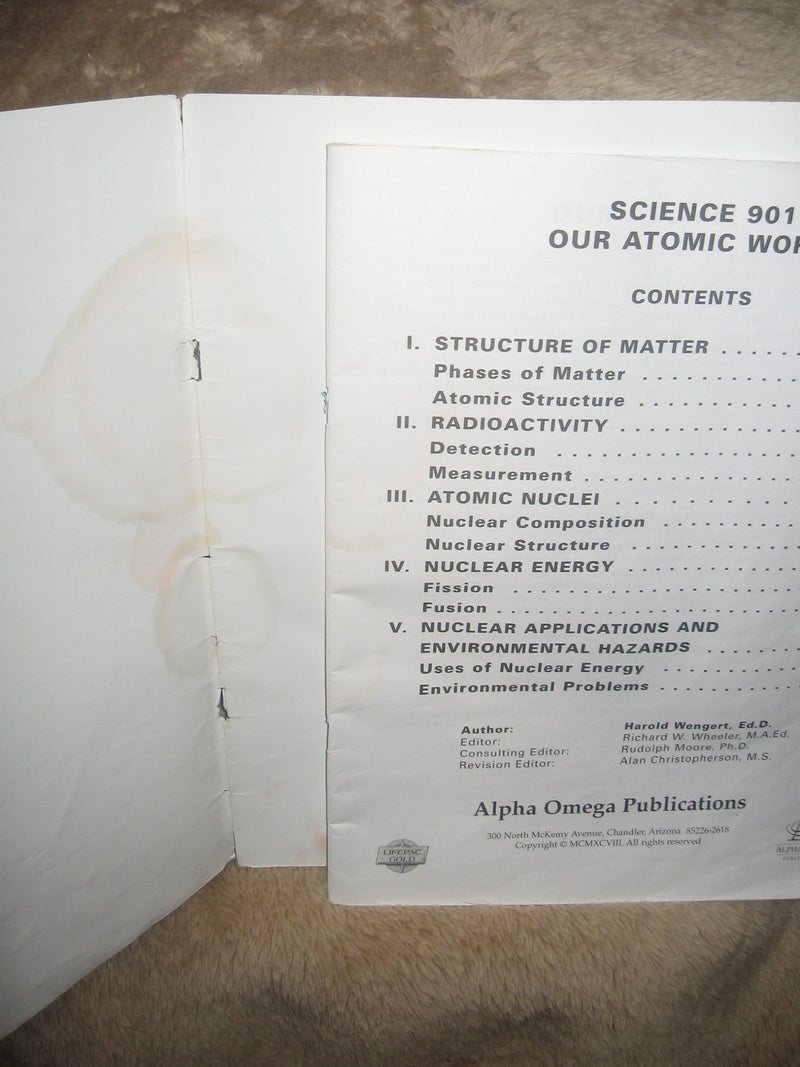 SCIENCE 901
OUR ATOMIC WOR
CONTENTS
I. STRUCTURE OF MATTER . . . . . .
Phases of Matter . . . . . . . . . . . .
Atomic Structure . . . . . . . . . . . .
II. RADIOACTIVITY . . . . . . . . . . . . .
Detection . . . . . . . . . . . . . . . . . .
Measurement . . . . . . . . . . . . . . .
III. ATOMIC NUCLEI . . . . . . . . . . . . .
Nuclear Composition . . . . . . . . . .
Nuclear Structure . . . . . . . . . . . .
IV. NUCLEAR ENERGY . . . . . . . . . . . .
Fission . . . . . . . . . . . . . . . . . . . .
Fusion . . . . . . . . . . . . . . . . . . . . .
V. NUCLEAR APPLICATIONS AND
ENVIRONMENTAL HAZARDS . . . . . . .
Uses of Nuclear Energy . . . . . . . . . .
Environmental Problems . . . . . . . . . .
Author: Harold Wengert, Ed.D.
Editor: Richard W. Wheeler, M.A.Ed.
Consulting Editor: Rudolph Moore, Ph.D.
Revision Editor: Alan Christopherson, M.S.
Alpha Omega Publications
300 North McKemy Avenue, Chandler, Arizona 85226-2618
Copyright © MCMXCVIII. All rights reserved
LIFEPAC
GOLD
ALPHA
PUBL